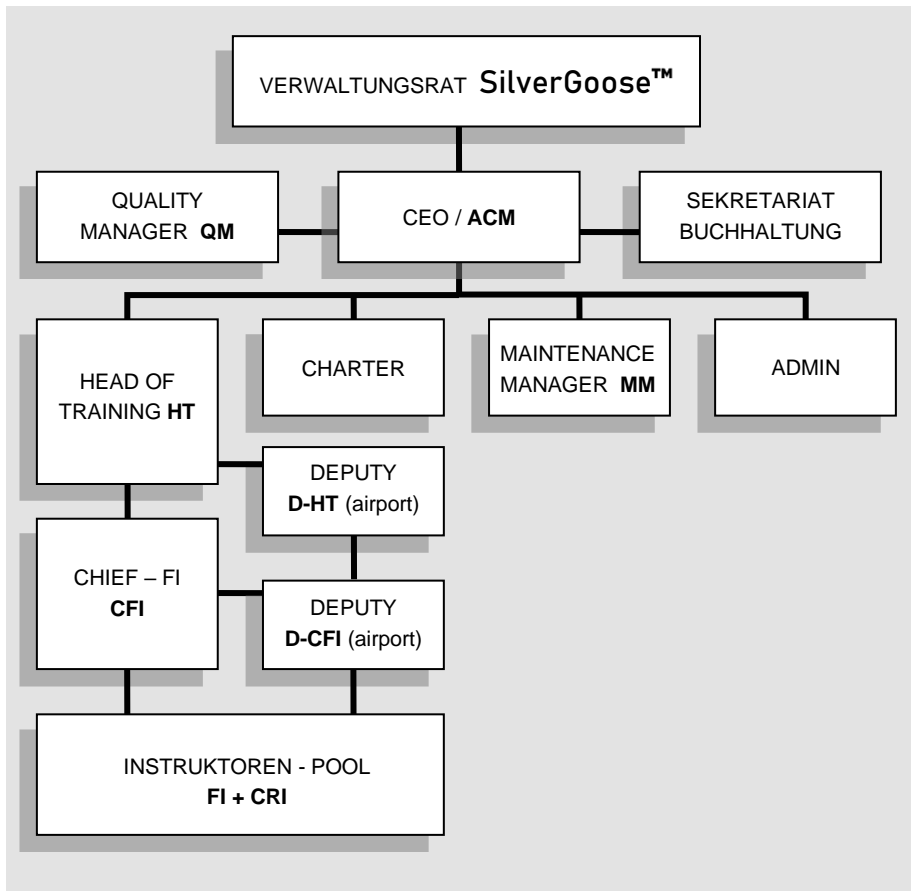 VERWALTUNGSRAT SilverGoose™
QUALITY
MANAGER QM
CEO / ACM
SEKRETARIAT
BUCHHALTUNG
HEAD OF
TRAINING HT
CHARTER
MAINTENANCE
MANAGER MM
ADMIN
DEPUTY
D-HT (airport)
CHIEF – FI
CFI
DEPUTY
D-CFI (airport)
INSTRUKTOREN - POOL
FI + CRI